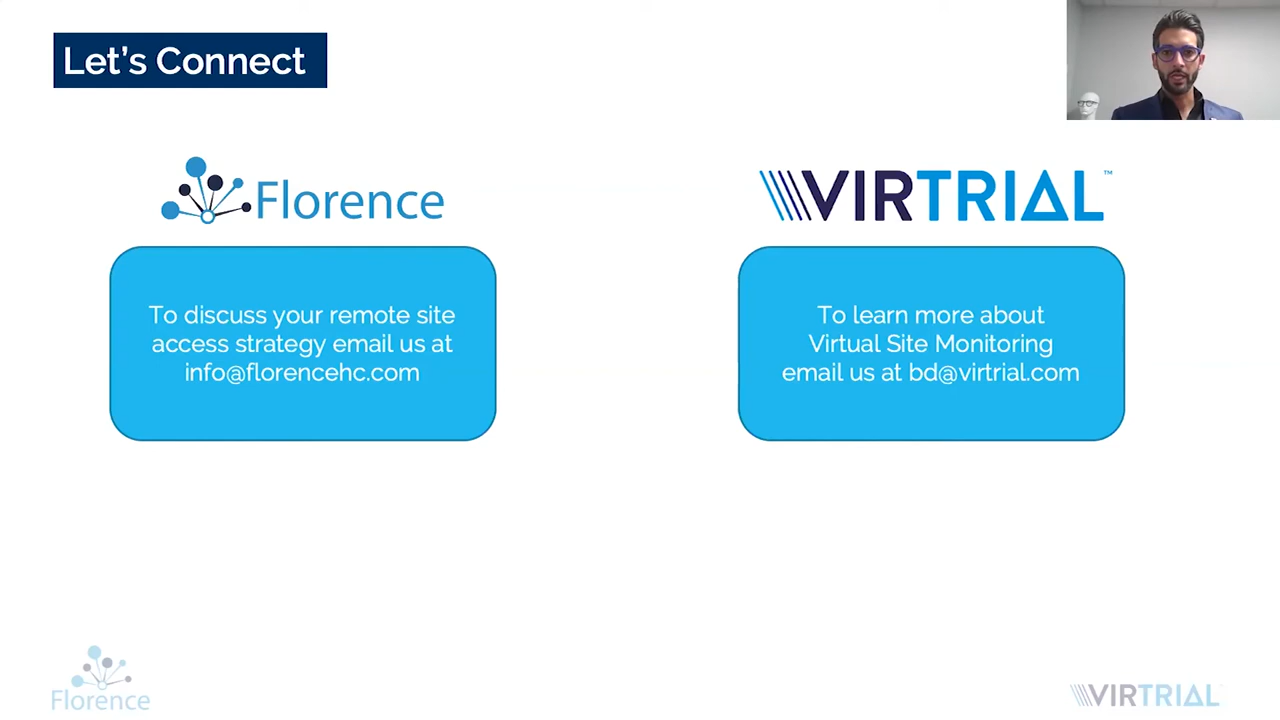 Let's Connect
Florence
VIRTRIAL™
To discuss your remote site
access strategy email us at
info@florencehc.com
To learn more about
Virtual Site Monitoring
email us at bd@virtrial.com
Florence
VIRTRIAL